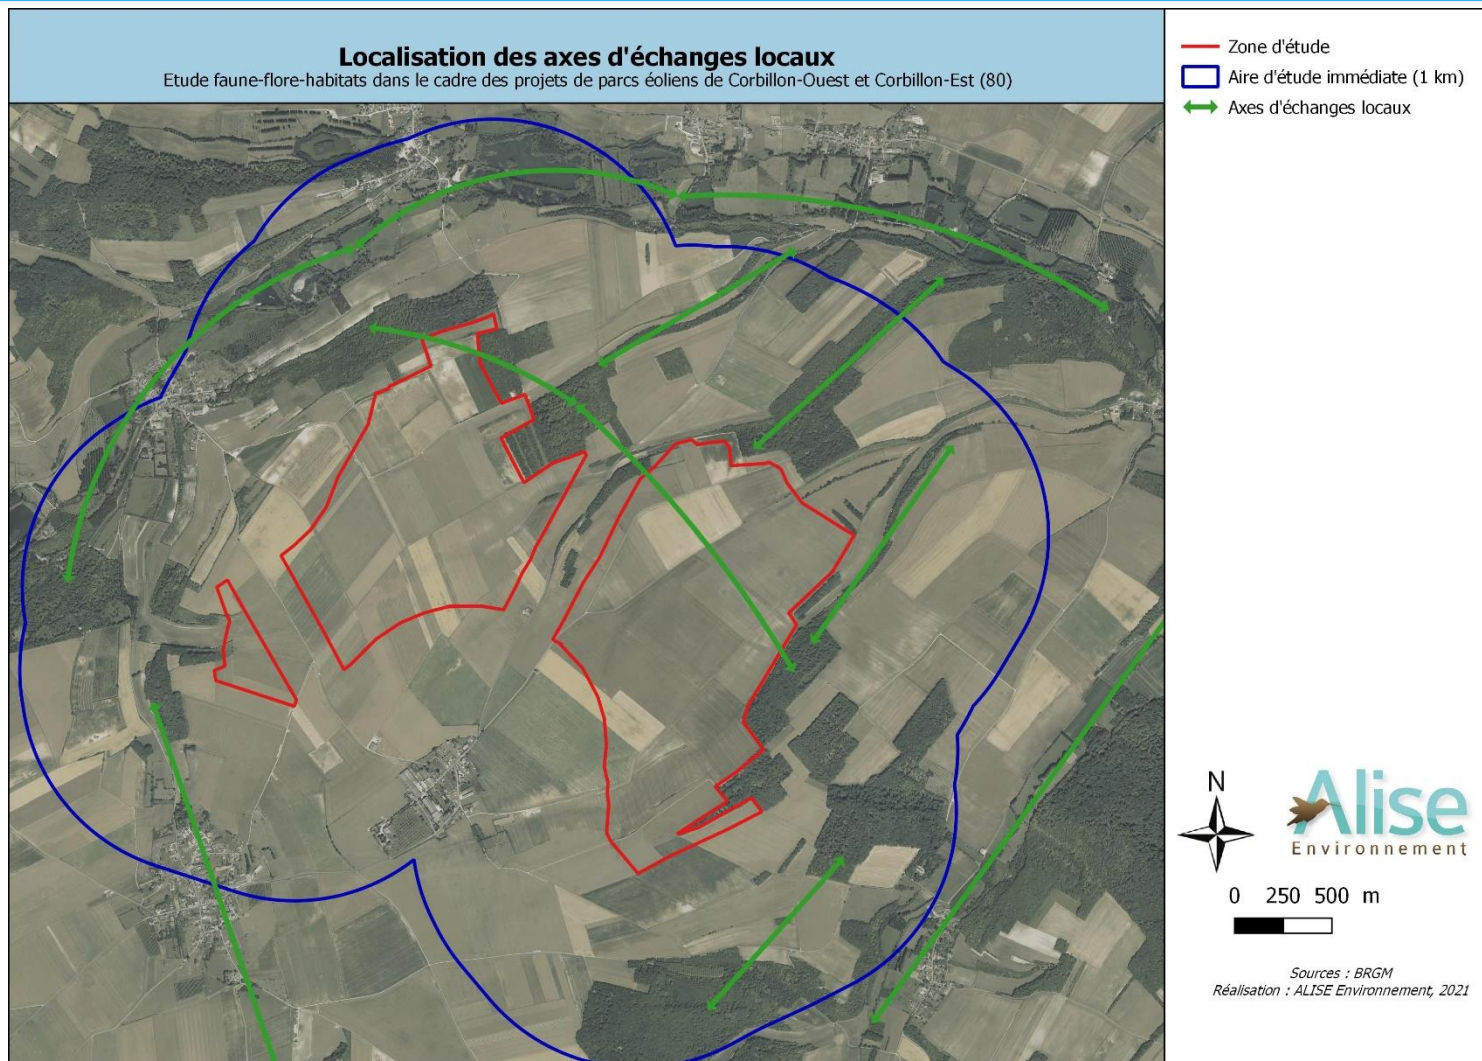 Localisation des axes d'échanges locaux
Etude faune-flore-habitats dans le cadre des projets de parcs éoliens de Corbillon-Ouest et Corbillon-Est (80)
Zone d'étude
Aire d'étude immédiate (1 km)
Axes d'échanges locaux
N
Alise
Environnement
0 250 500 m
Sources : BRGM
Réalisation : ALISE Environnement, 2021